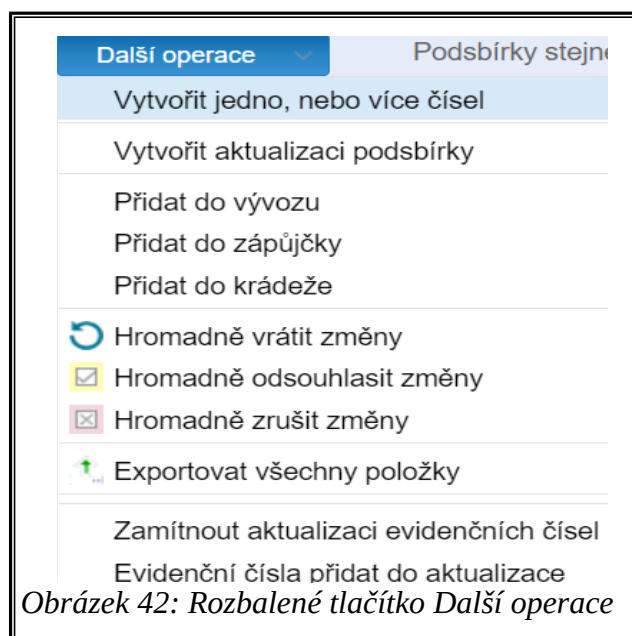 Další operace Podsbírky stejné
Vytvořit jedno, nebo více čísel
Vytvořit aktualizaci podsbírky
Přidat do vývozu
Přidat do zápůjčky
Přidat do krádeže
Hromadně vrátit změny
Hromadně odsouhlasit změny
Hromadně zrušit změny
Exportovat všechny položky
Zamítnout aktualizaci evidenčních čísel
Evidenční čísla přidat do aktualizace
Obrázek 42: Rozbalené tlačítko Další operace